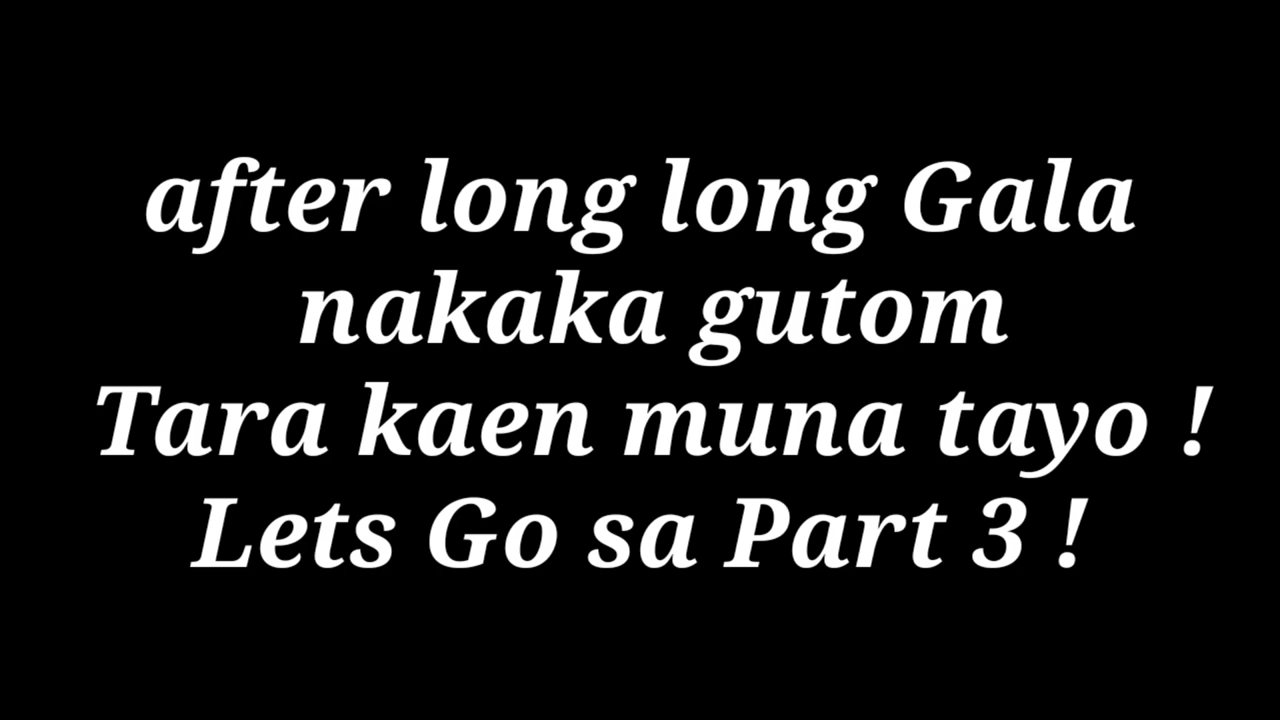 after long long Gala
nakaka gutom
Tara kaen muna tayo !
Lets Go sa Part 3 !